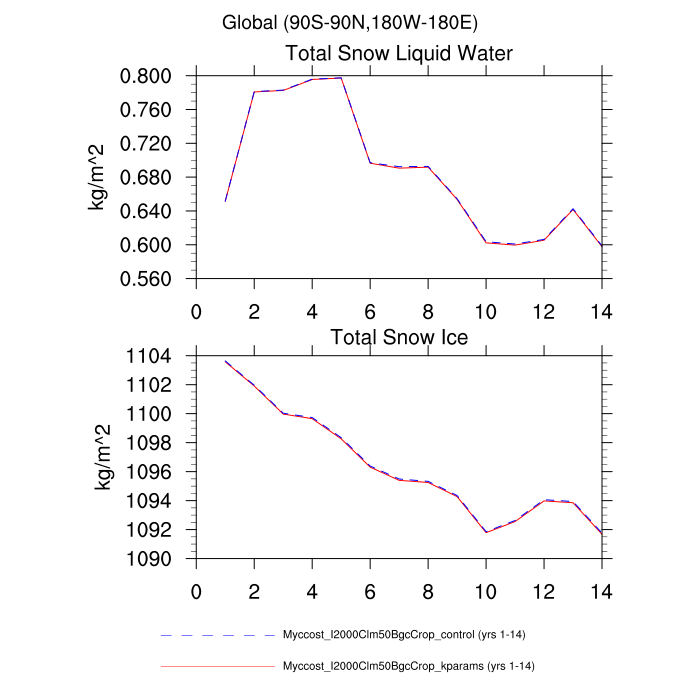 Global (90S-90N,180W-180E)
Total Snow Liquid Water
0.800
0.760
0.720
0.680
0.640
0.600
0.560
kg/m^2
0 2 4 6 8 10 12 14
Total Snow Ice
1104
1102
1100
1098
1096
1094
1092
1090
kg/m^2
0 2 4 6 8 10 12 14
Myccost_I2000Clm50BgcCrop_control (yrs 1-14)
Myccost_I2000Clm50BgcCrop_kparams (yrs 1-14)